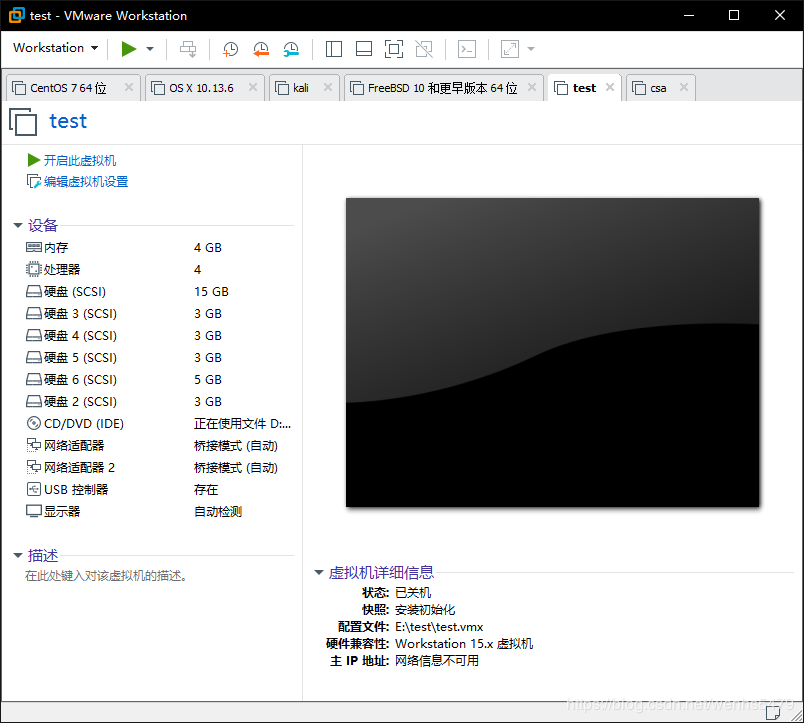 test - VMware Workstation
Workstation
CentOS 7 64 位
OS X 10.13.6
kali
FreeBSD 10 和更早版本 64 位
test
csa
test
开启此虚拟机
编辑虚拟机设置
设备
内存 4 GB
处理器 4
硬盘 (SCSI) 15 GB
硬盘 3 (SCSI) 3 GB
硬盘 4 (SCSI) 3 GB
硬盘 5 (SCSI) 3 GB
硬盘 6 (SCSI) 5 GB
硬盘 2 (SCSI) 3 GB
CD/DVD (IDE) 正在使用文件 D:...
网络适配器 桥接模式 (自动)
网络适配器 2 桥接模式 (自动)
USB 控制器 存在
显示器 自动检测
描述
在此处键入对该虚拟机的描述。
虚拟机详细信息
状态: 已关机
快照: 安装初始化
配置文件: E:\test\test.vmx
硬件兼容性: Workstation 15.x 虚拟机
主 IP 地址: 网络信息不可用